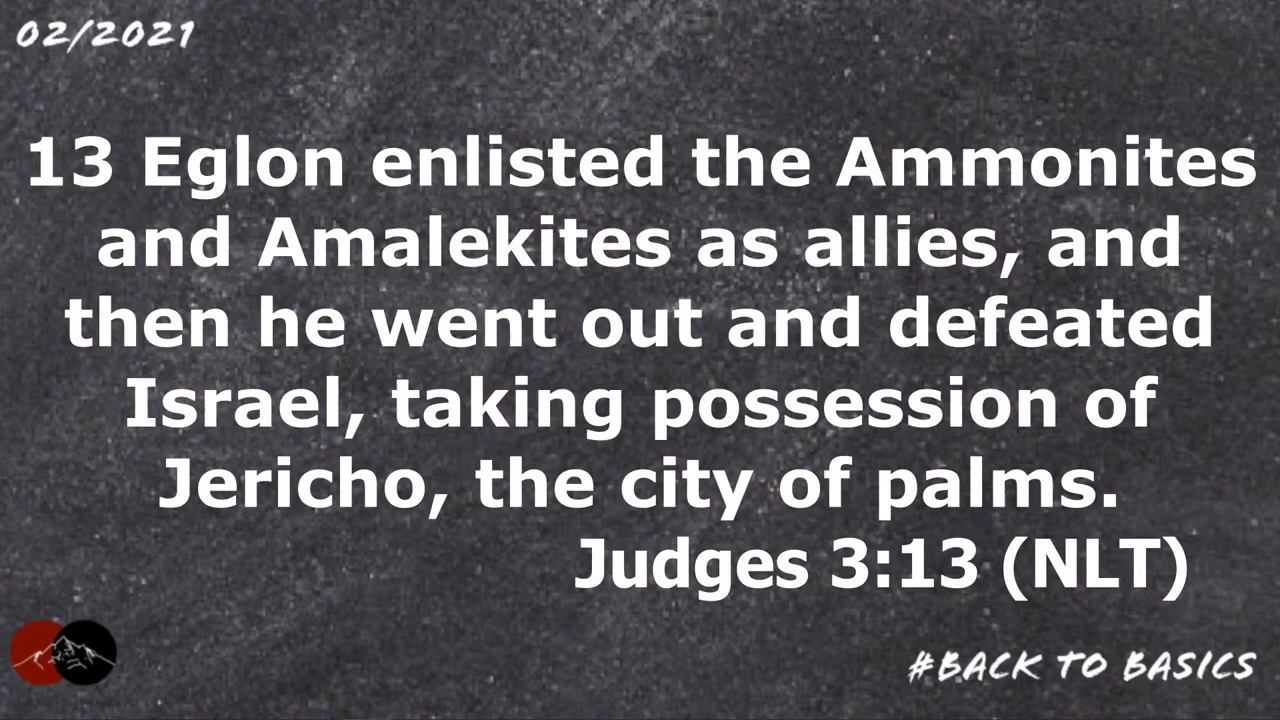 02/2021
13 Eglon enlisted the Ammonites
and Amalekites as allies, and
then he went out and defeated
Israel, taking possession of
Jericho, the city of palms.
Judges 3:13 (NLT)
#BACK TO BASICS